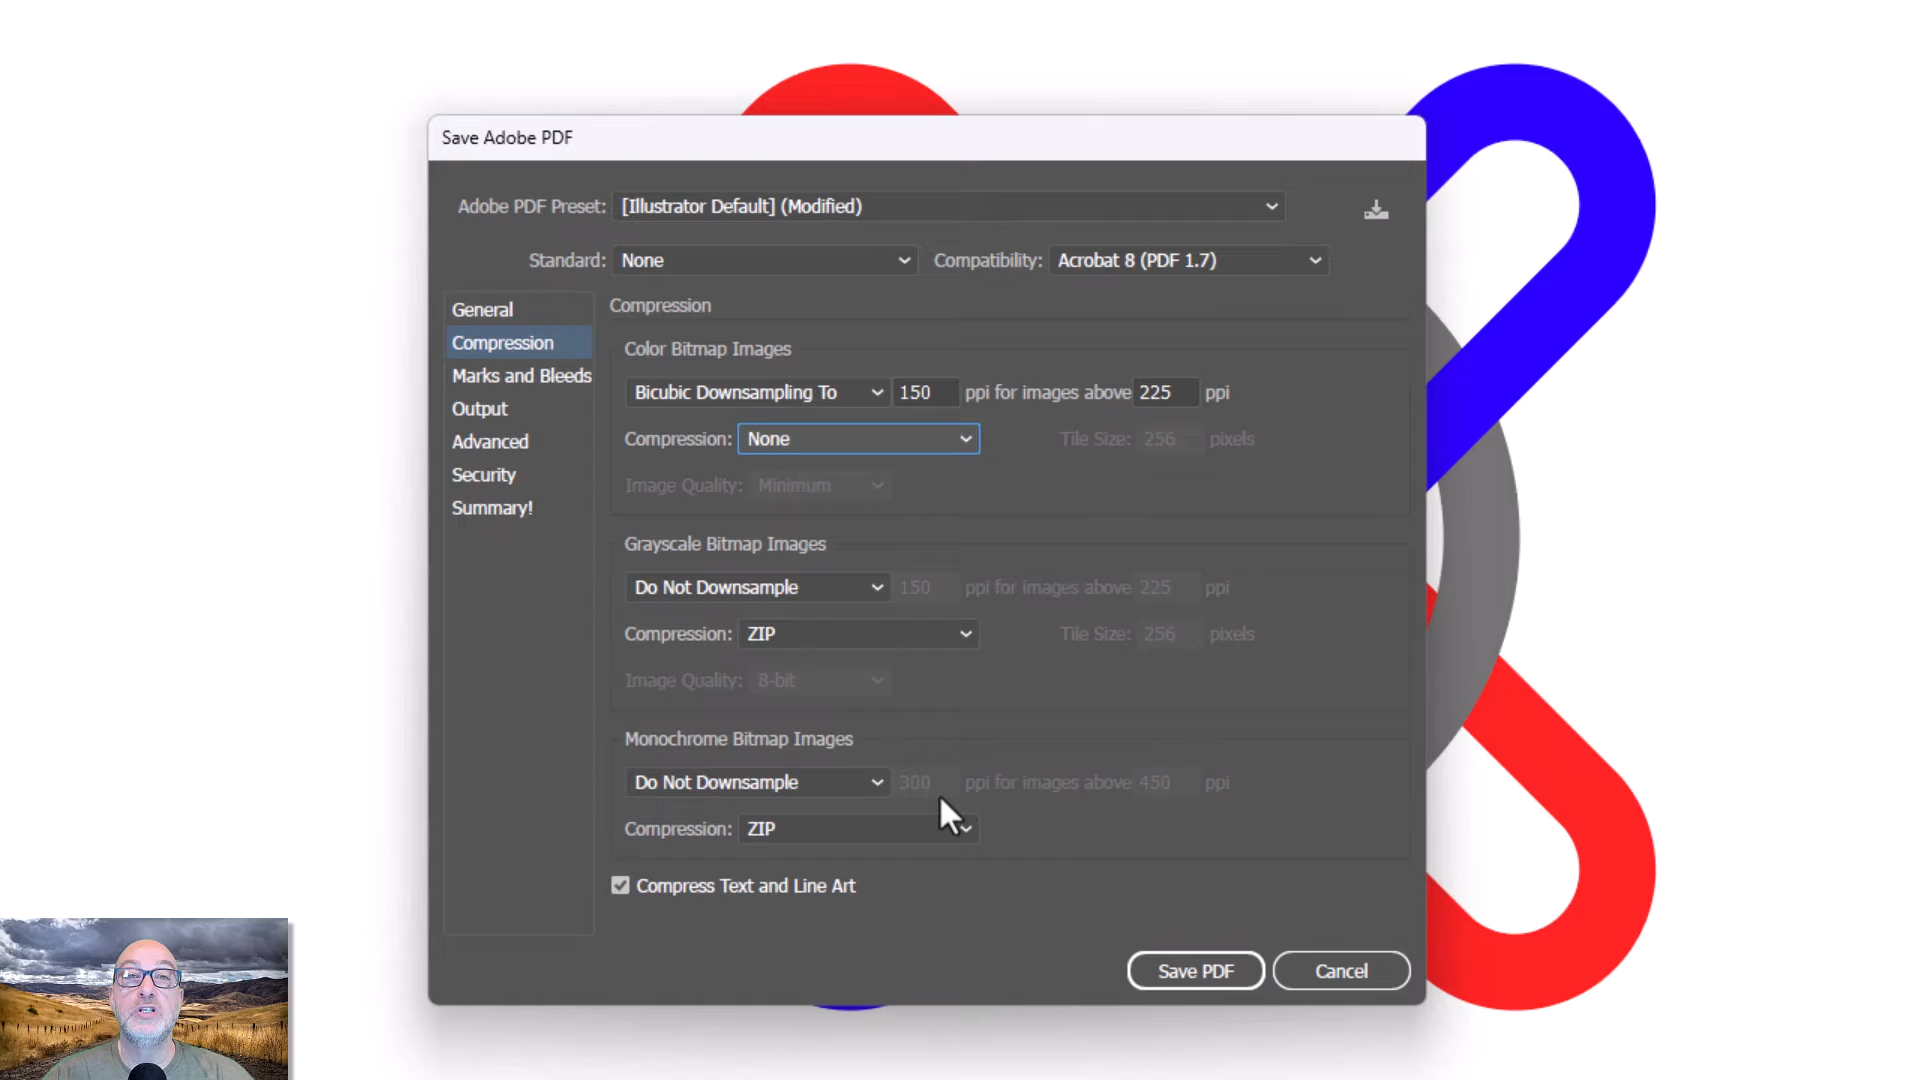 Save Adobe PDF
Adobe PDF Preset: [Illustrator Default] (Modified)
Standard: None Compatibility: Acrobat 8 (PDF 1.7)
General
Compression
Marks and Bleeds
Output
Advanced
Security
Summary!
Compression
Color Bitmap Images
Bicubic Downsampling To 150 ppi for images above 225 ppi
Compression: None Tile Size: 256 pixels
Image Quality: Minimum
Grayscale Bitmap Images
Do Not Downsample 150 ppi for images above 225 ppi
Compression: ZIP Tile Size: 256 pixels
Image Quality: 8-bit
Monochrome Bitmap Images
Do Not Downsample 300 ppi for images above 450 ppi
Compression: ZIP
Compress Text and Line Art
Save PDF Cancel